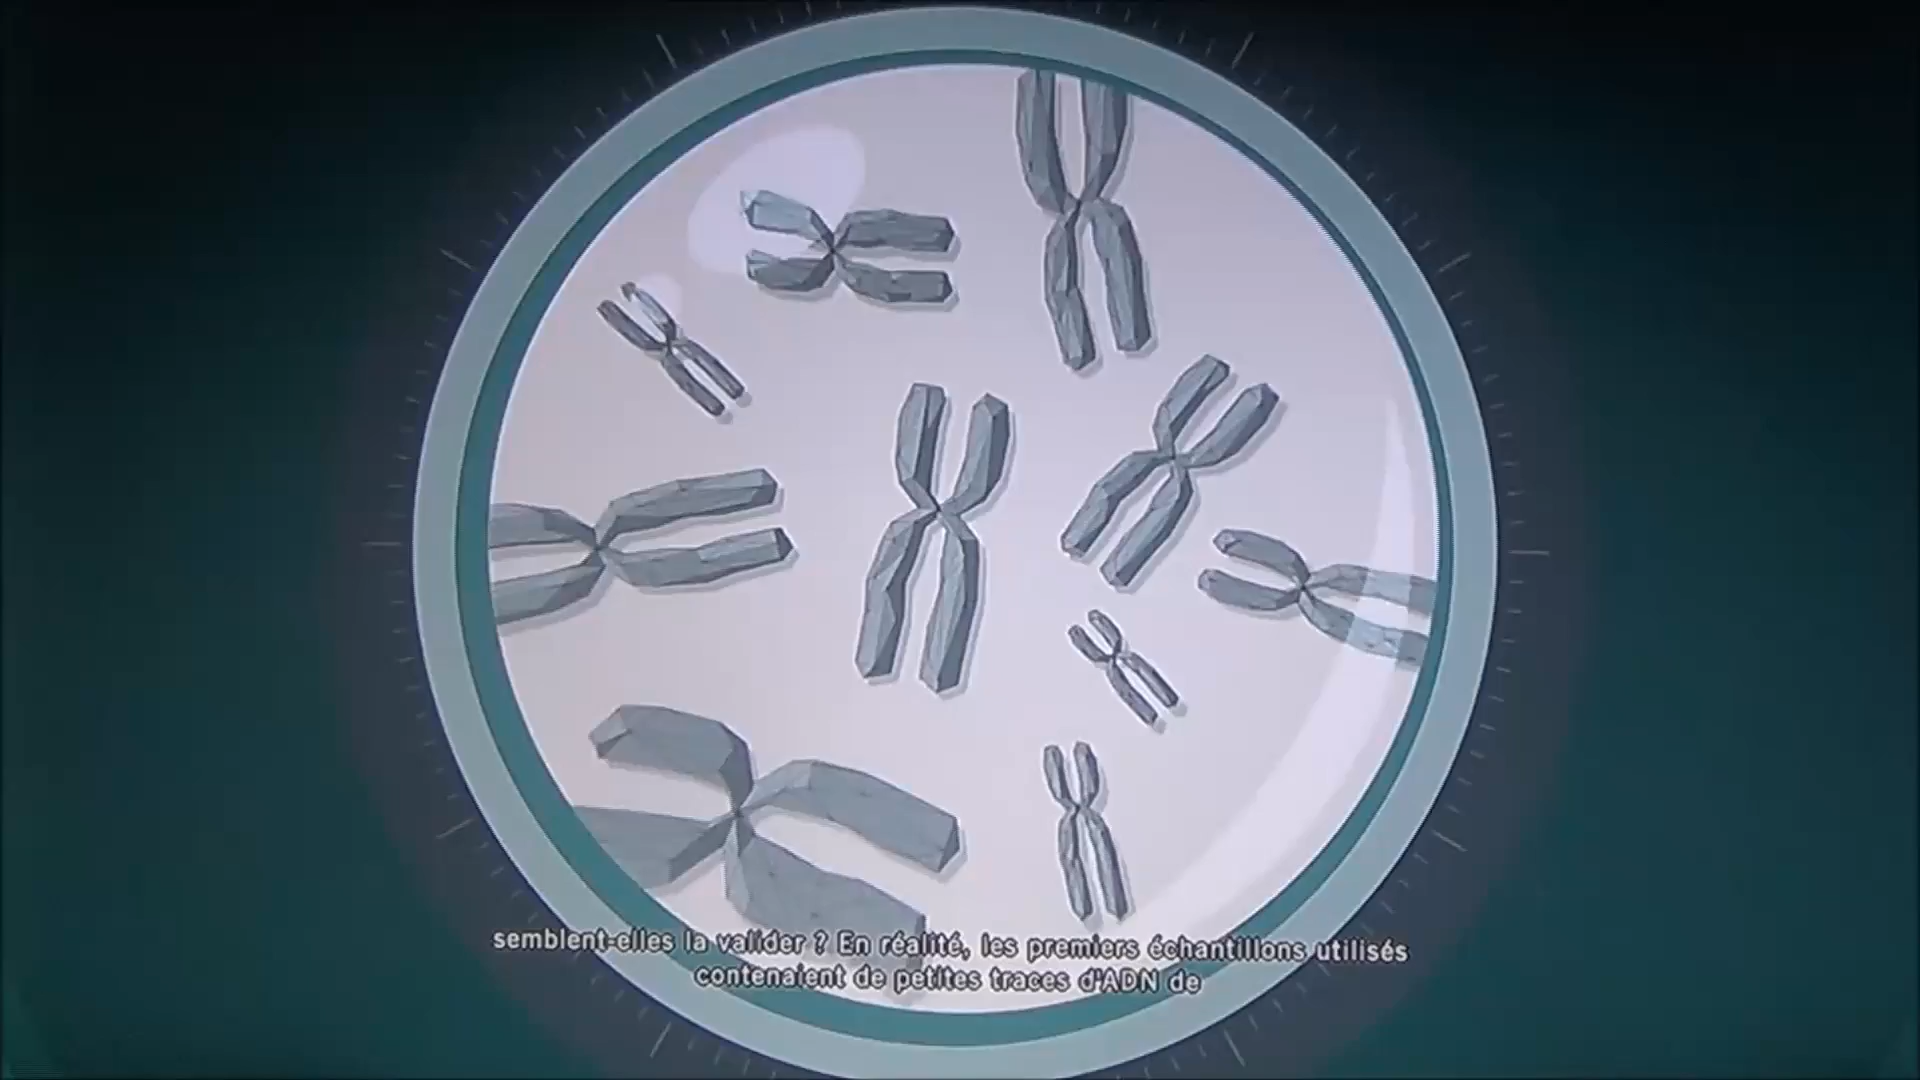 semblent-elles la valider ? En réalité, les premiers échantillons utilisés
contenaient de petites traces d'ADN de